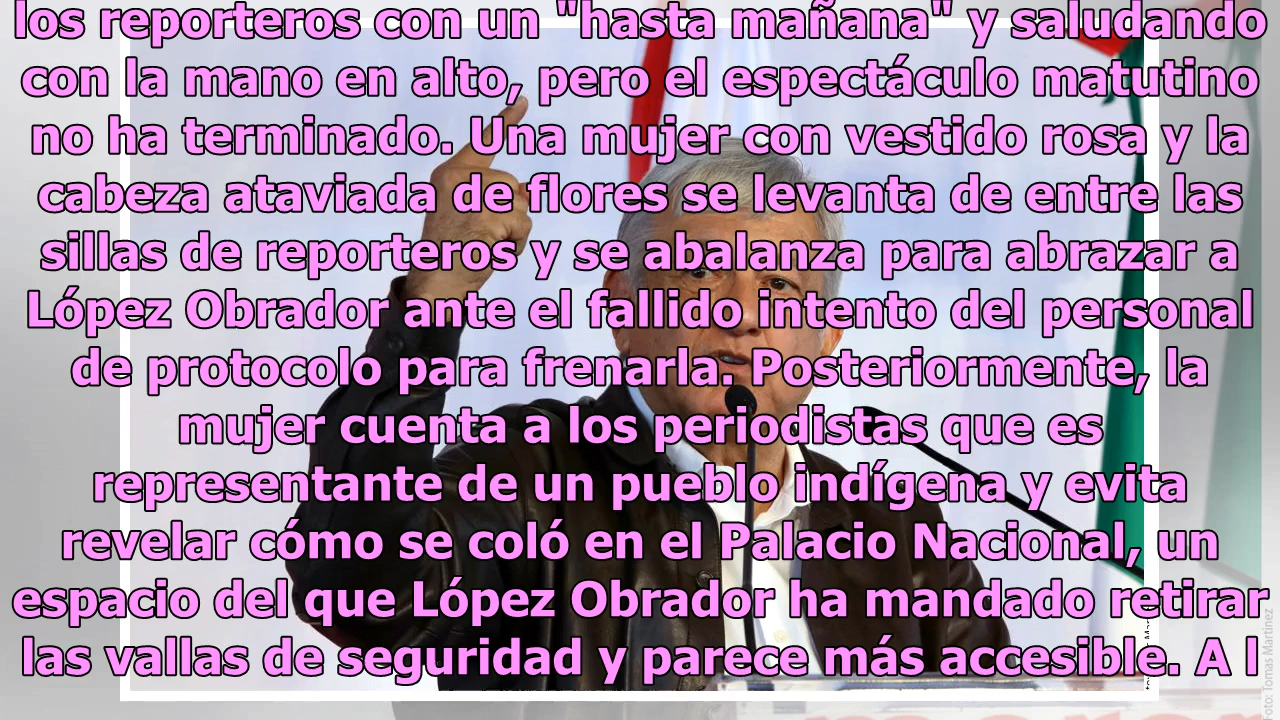 los reporteros con un "hasta mañana" y saludando
con la mano en alto, pero el espectáculo matutino
no ha terminado. Una mujer con vestido rosa y la
cabeza ataviada de flores se levanta de entre las
sillas de reporteros y se abalanza para abrazar a
López Obrador ante el fallido intento del personal
de protocolo para frenarla. Posteriormente, la
mujer cuenta a los periodistas que es
representante de un pueblo indígena y evita
revelar cómo se coló en el Palacio Nacional, un
espacio del que López Obrador ha mandado retirar
las vallas de seguridad y parece más accesible. A l
Foto: Tomas Martinez